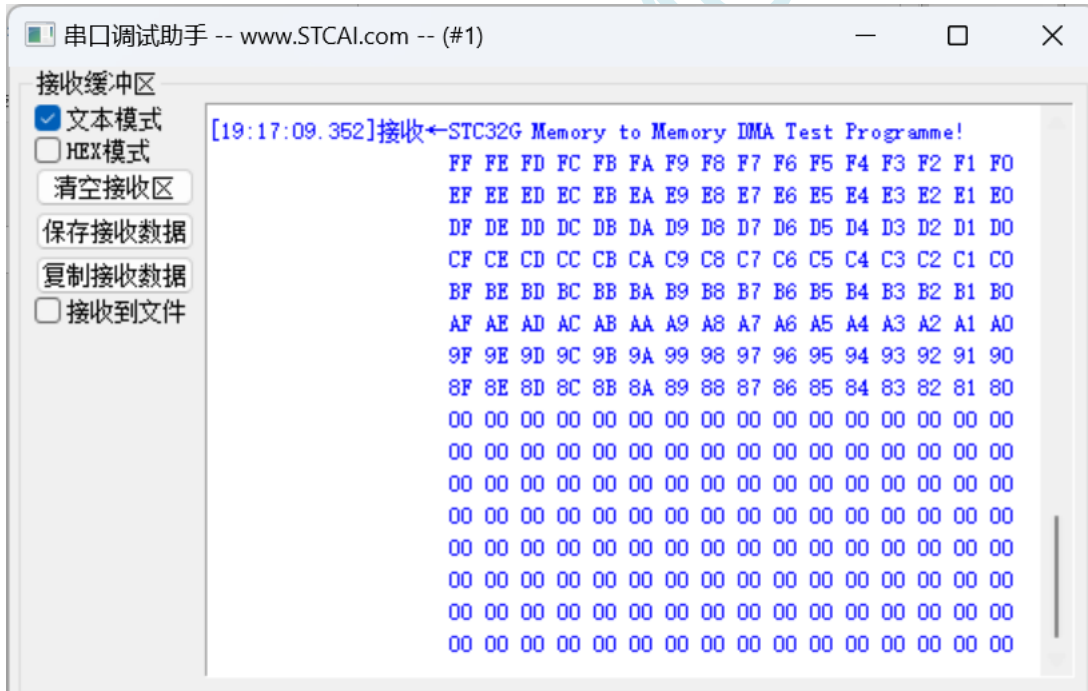 串口调试助手 -- www.STCAI.com -- (#1)
接收缓冲区
文本模式
HEX模式
清空接收区
保存接收数据
复制接收数据
接收到文件
[19:17:09.352]接收←STC32G Memory to Memory DMA Test Programme!
FF FE FD FC FB FA F9 F8 F7 F6 F5 F4 F3 F2 F1 F0
EF EE ED EC EB EA E9 E8 E7 E6 E5 E4 E3 E2 E1 E0
DF DE DD DC DB DA D9 D8 D7 D6 D5 D4 D3 D2 D1 D0
CF CE CD CC CB CA C9 C8 C7 C6 C5 C4 C3 C2 C1 C0
BF BE BD BC BB BA B9 B8 B7 B6 B5 B4 B3 B2 B1 B0
AF AE AD AC AB AA A9 A8 A7 A6 A5 A4 A3 A2 A1 A0
9F 9E 9D 9C 9B 9A 99 98 97 96 95 94 93 92 91 90
8F 8E 8D 8C 8B 8A 89 88 87 86 85 84 83 82 81 80
00 00 00 00 00 00 00 00 00 00 00 00 00 00 00 00
00 00 00 00 00 00 00 00 00 00 00 00 00 00 00 00
00 00 00 00 00 00 00 00 00 00 00 00 00 00 00 00
00 00 00 00 00 00 00 00 00 00 00 00 00 00 00 00
00 00 00 00 00 00 00 00 00 00 00 00 00 00 00 00
00 00 00 00 00 00 00 00 00 00 00 00 00 00 00 00
00 00 00 00 00 00 00 00 00 00 00 00 00 00 00 00
00 00 00 00 00 00 00 00 00 00 00 00 00 00 00 00